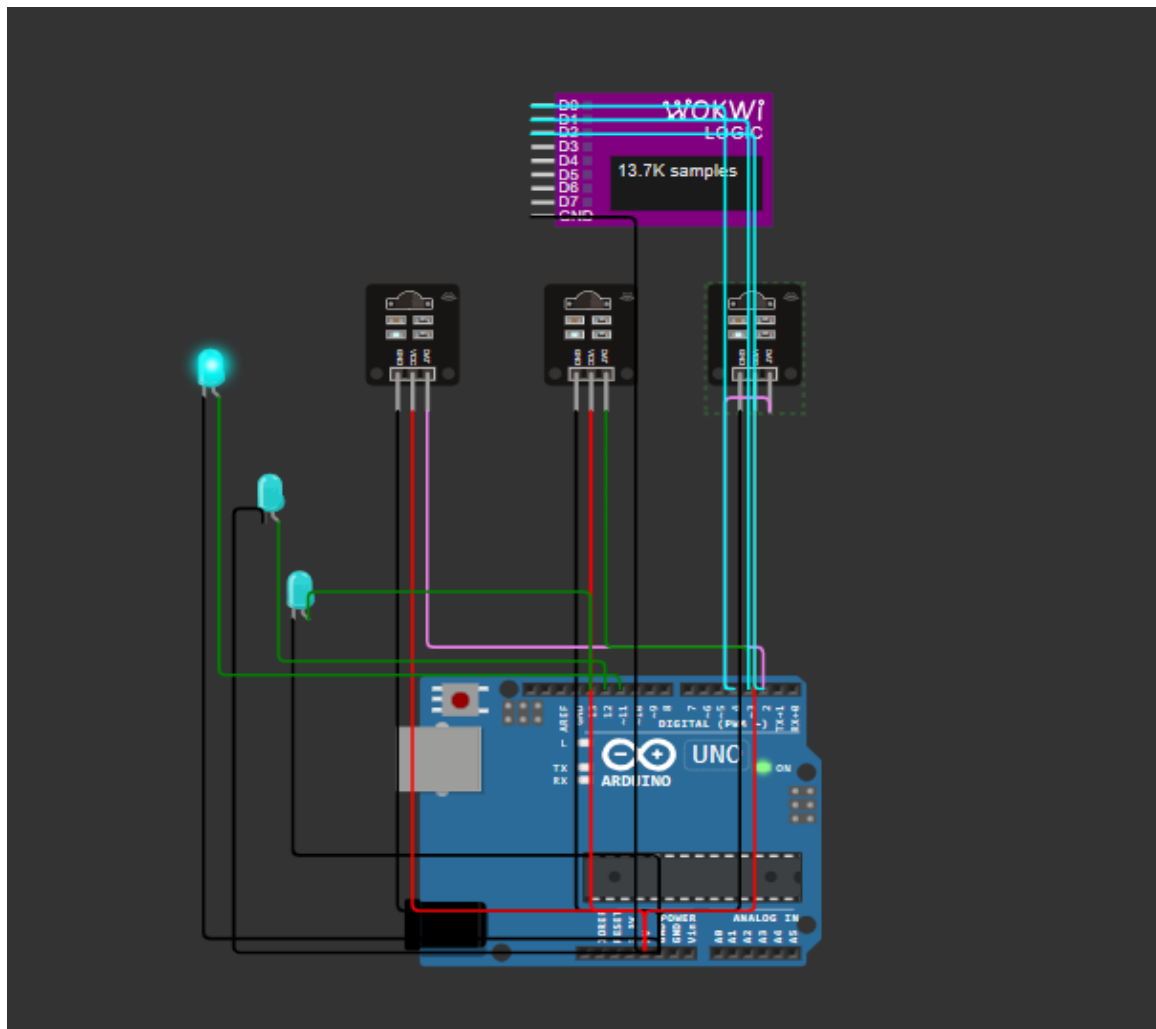 D0
WOKWi
D1
LOGIC
D2
D3
D4
13.7K samples
D5
D6
D7
GND
GND VCC DAT
GND VCC DAT
GND DAT
AREF GND 13 12 ~11 ~10 ~9 8 7 ~6 ~5 4 ~3 2 TX→1 RX←0
DIGITAL (PWM ~)
L
UNO
TX
ON
RX
ARDUINO
POWER
ANALOG IN
RESET GND Vin A0 A1 A2 A3 A4 A5